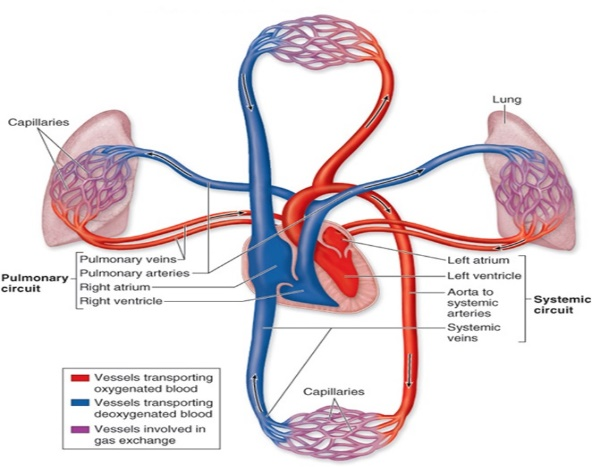 Capillaries
Lung
Pulmonary veins
Pulmonary arteries
Right atrium
Right ventricle
Pulmonary
circuit
Left atrium
Left ventricle
Aorta to
systemic
arteries
Systemic
veins
Systemic
circuit
Vessels transporting
oxygenated blood
Vessels transporting
deoxygenated blood
Vessels involved in
gas exchange
Capillaries